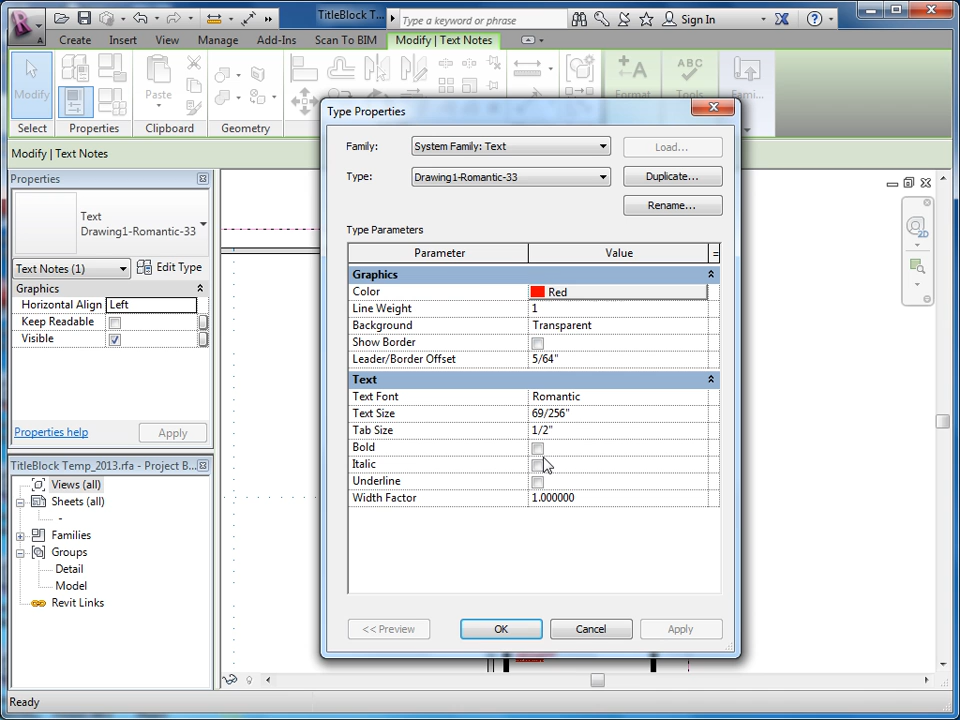 TitleBlock T...
Type a keyword or phrase
Sign In
Create
Insert
View
Manage
Add-Ins
Scan To BIM
Modify | Text Notes
Modify
Paste
A
ABC
Format
Tools
Fami...
Select
Properties
Clipboard
Geometry
Modify | Text Notes
Properties
Text
Drawing1-Romantic-33
Text Notes (1)
Edit Type
Graphics
Horizontal Align
Left
Keep Readable
Visible
Properties help
Apply
TitleBlock Temp_2013.rfa - Project B...
Views (all)
Sheets (all)
-
Families
Groups
Detail
Model
Revit Links
Type Properties
Family:
System Family: Text
Load...
Type:
Drawing1-Romantic-33
Duplicate...
Rename...
Type Parameters
Parameter
Value
=
Graphics
Color
Red
Line Weight
1
Background
Transparent
Show Border
Leader/Border Offset
5/64"
Text
Text Font
Romantic
Text Size
69/256"
Tab Size
1/2"
Bold
Italic
Underline
Width Factor
1.000000
<< Preview
OK
Cancel
Apply
2D
Ready